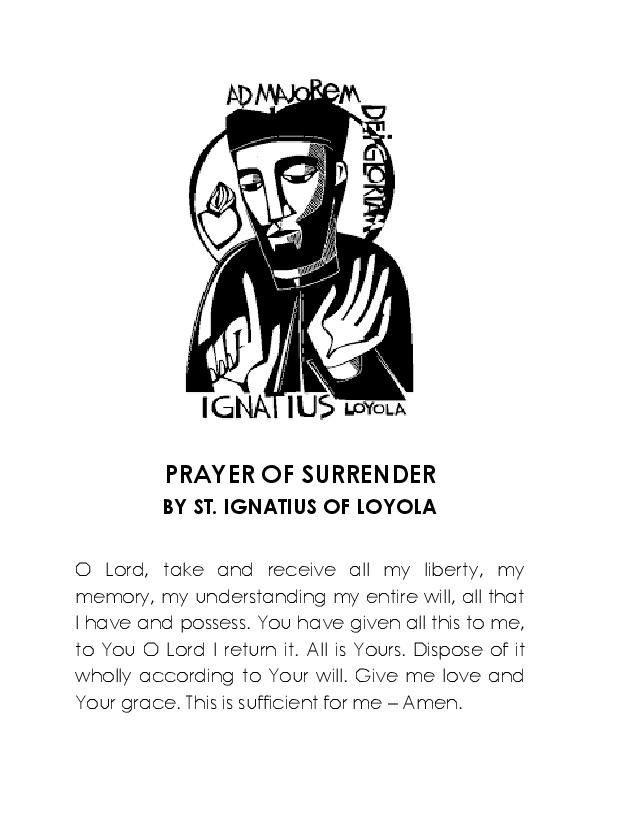 AD MAJOREM
DEI GLORIAM
IGNATIUS LOYOLA
PRAYER OF SURRENDER
BY ST. IGNATIUS OF LOYOLA
O Lord, take and receive all my liberty, my
memory, my understanding my entire will, all that
I have and possess. You have given all this to me,
to You O Lord I return it. All is Yours. Dispose of it
wholly according to Your will. Give me love and
Your grace. This is sufficient for me – Amen.